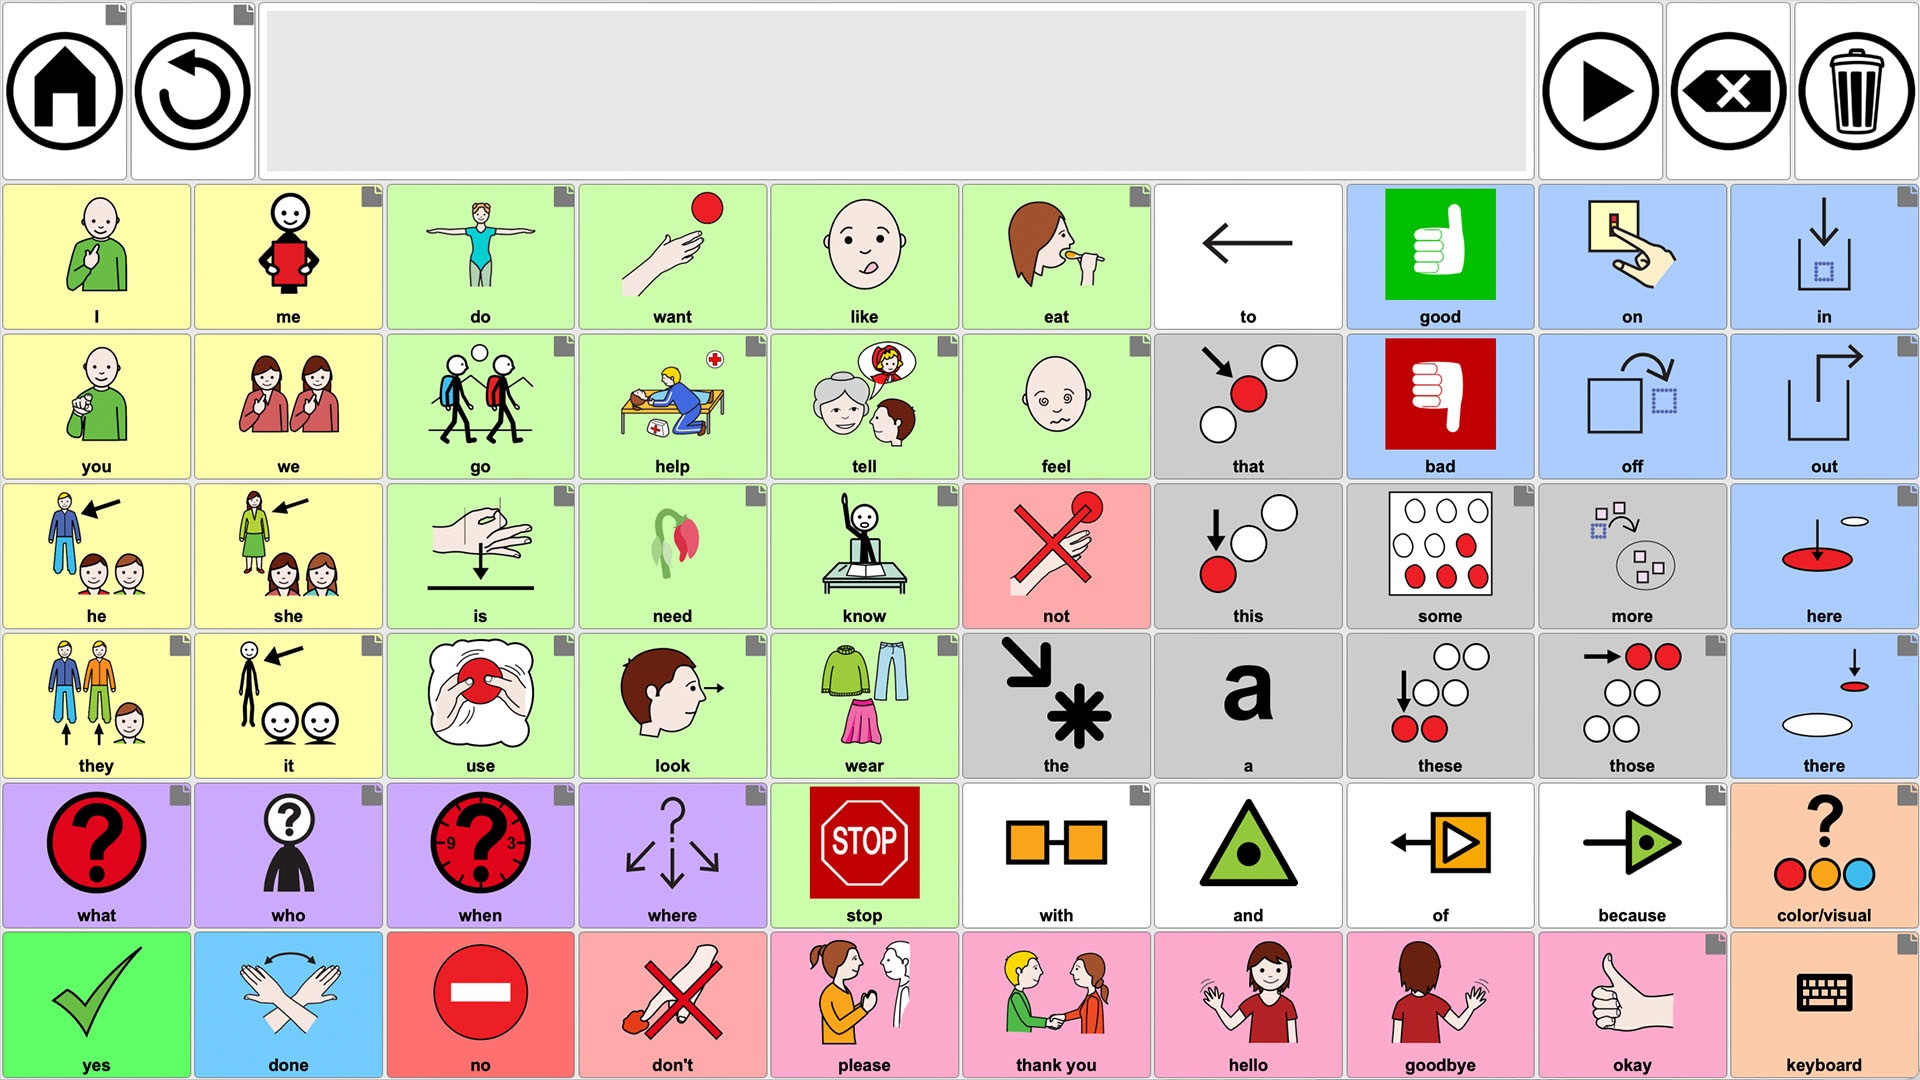 I
me
do
want
like
eat
to
good
on
in
you
we
go
help
tell
feel
that
bad
off
out
he
she
is
need
know
not
this
some
more
here
they
it
use
look
wear
the
a
a
these
those
there
9 3
what
who
when
where
STOP
stop
with
and
of
because
color/visual
yes
done
no
don't
please
thank you
hello
goodbye
okay
keyboard